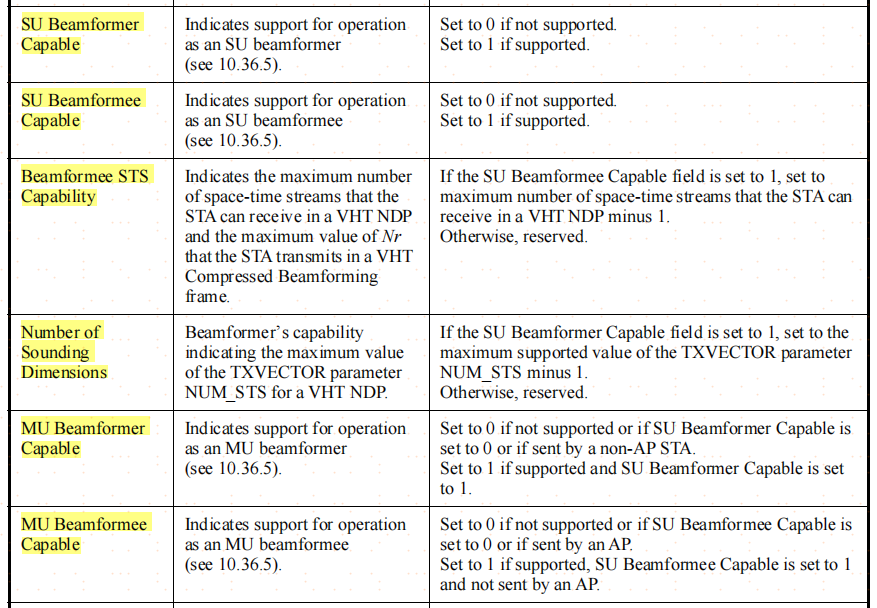 SU Beamformer
Capable
Indicates support for operation
as an SU beamformer
(see 10.36.5).
Set to 0 if not supported.
Set to 1 if supported.
SU Beamformee
Capable
Indicates support for operation
as an SU beamformee
(see 10.36.5).
Set to 0 if not supported.
Set to 1 if supported.
Beamformee STS
Capability
Indicates the maximum number
of space-time streams that the
STA can receive in a VHT NDP
and the maximum value of Nr
that the STA transmits in a VHT
Compressed Beamforming
frame.
If the SU Beamformee Capable field is set to 1, set to
maximum number of space-time streams that the STA can
receive in a VHT NDP minus 1.
Otherwise, reserved.
Number of
Sounding
Dimensions
Beamformer’s capability
indicating the maximum value
of the TXVECTOR parameter
NUM_STS for a VHT NDP.
If the SU Beamformer Capable field is set to 1, set to the
maximum supported value of the TXVECTOR parameter
NUM_STS minus 1.
Otherwise, reserved.
MU Beamformer
Capable
Indicates support for operation
as an MU beamformer
(see 10.36.5).
Set to 0 if not supported or if SU Beamformer Capable is
set to 0 or if sent by a non-AP STA.
Set to 1 if supported and SU Beamformer Capable is set
to 1.
MU Beamformee
Capable
Indicates support for operation
as an MU beamformee
(see 10.36.5).
Set to 0 if not supported or if SU Beamformee Capable is
set to 0 or if sent by an AP.
Set to 1 if supported, SU Beamformee Capable is set to 1
and not sent by an AP.